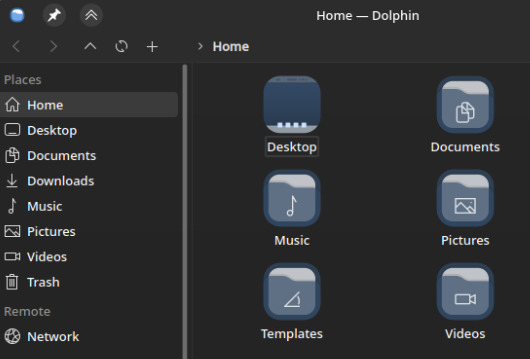 Home — Dolphin
Home
Places
Home
Desktop
Documents
Downloads
Music
Pictures
Videos
Trash
Remote
Network
Desktop
Documents
Music
Pictures
Templates
Videos